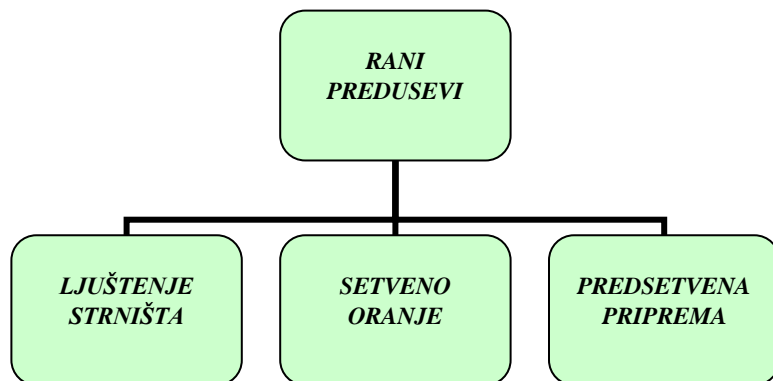 RANI
PREDUSEVI
LJUŠTENJE
STRNIŠTA
SETVENO
ORANJE
PREDSETVENA
PRIPREMA